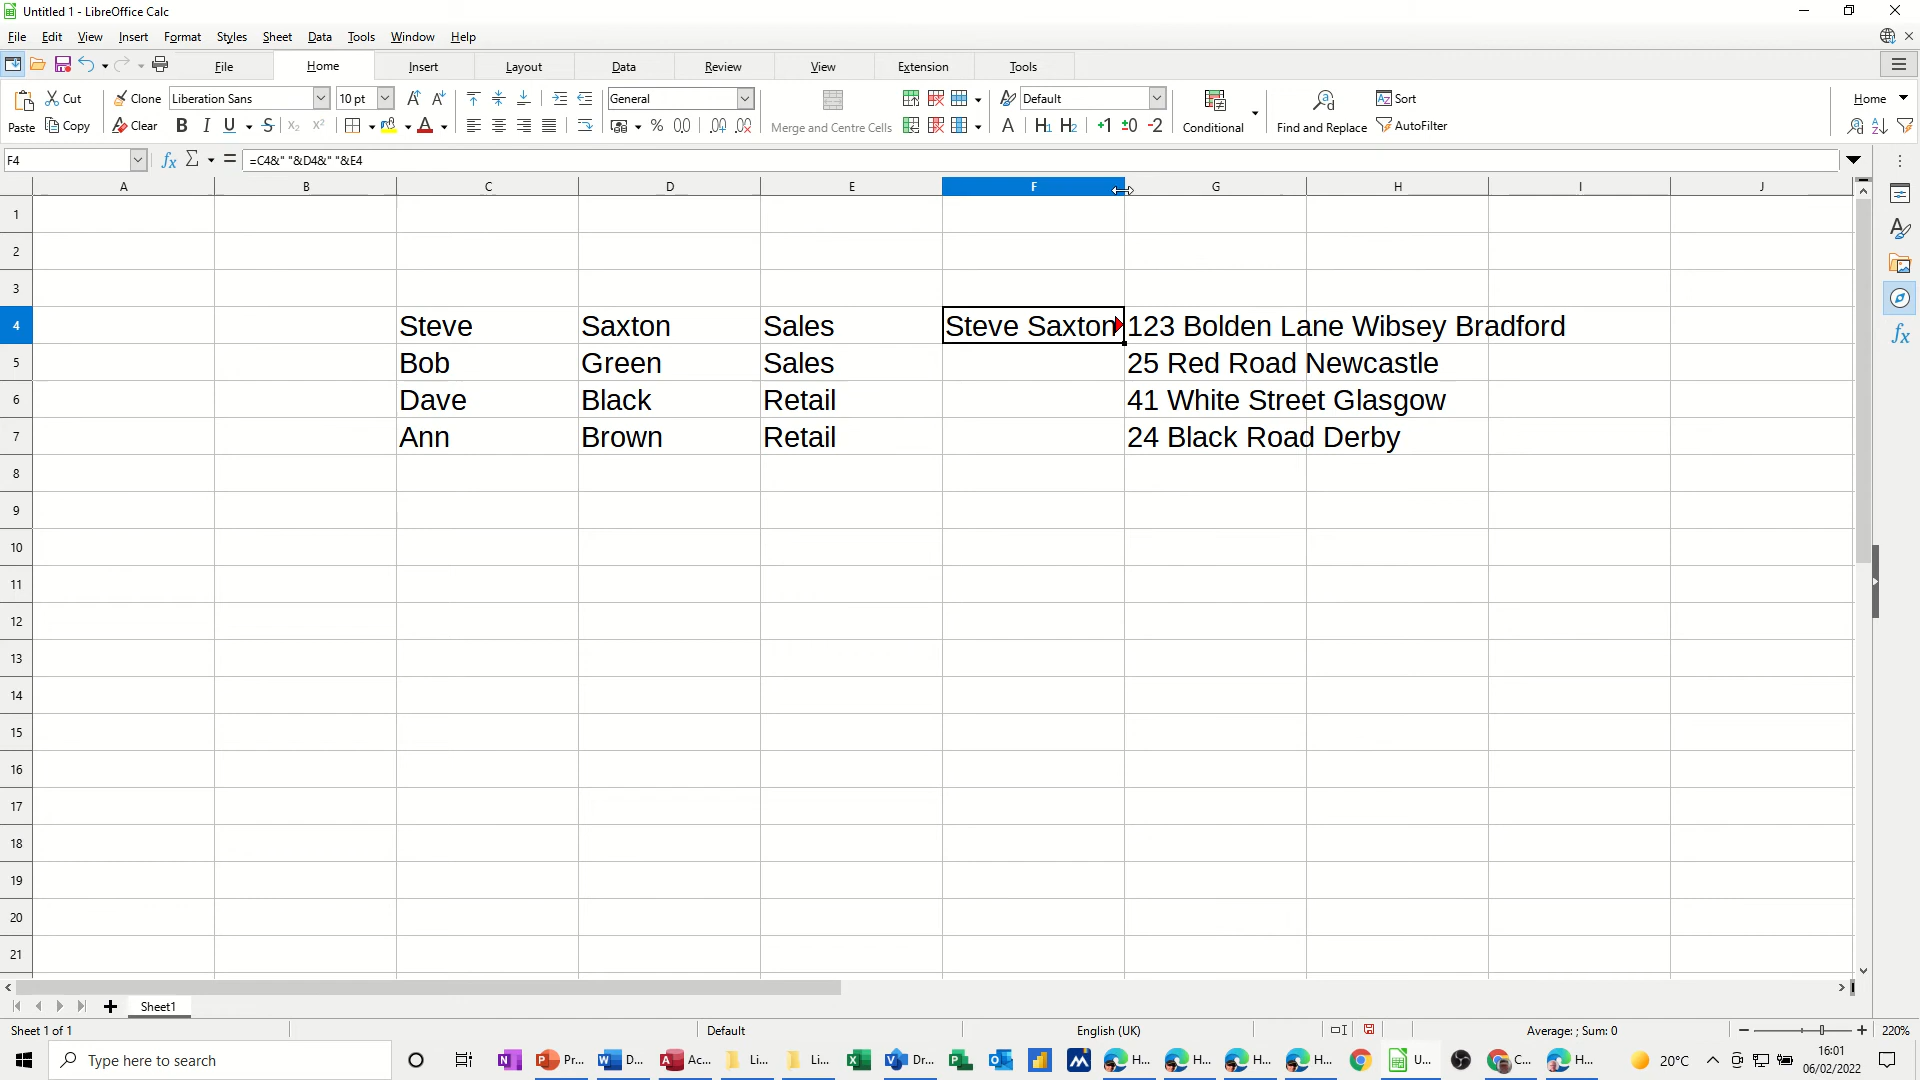 Untitled 1 - LibreOffice Calc
File Edit View Insert Format Styles Sheet Data Tools Window Help
File Home Insert Layout Data Review View Extension Tools
Paste Cut Clone Liberation Sans 10 pt General Merge and Centre Cells Default Conditional Find and Replace Sort Home
Copy Clear B I U S AutoFilter
F4 =C4&" "&D4&" "&E4
A B C D E F G H I J
1
2
3
4 Steve Saxton Sales Steve Saxton 123 Bolden Lane Wibsey Bradford
5 Bob Green Sales 25 Red Road Newcastle
6 Dave Black Retail 41 White Street Glasgow
7 Ann Brown Retail 24 Black Road Derby
8
9
10
11
12
13
14
15
16
17
18
19
20
21
Sheet1
Sheet 1 of 1 Default English (UK) Average: ; Sum: 0 220%
Type here to search Pr... D... Ac... Li... Li... Dr... H... H... H... H... U... C... H... 20°C 16:01
06/02/2022